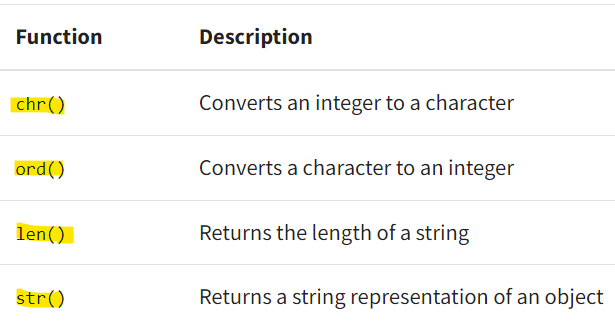 Function Description
chr() Converts an integer to a character
ord() Converts a character to an integer
len() Returns the length of a string
str() Returns a string representation of an object